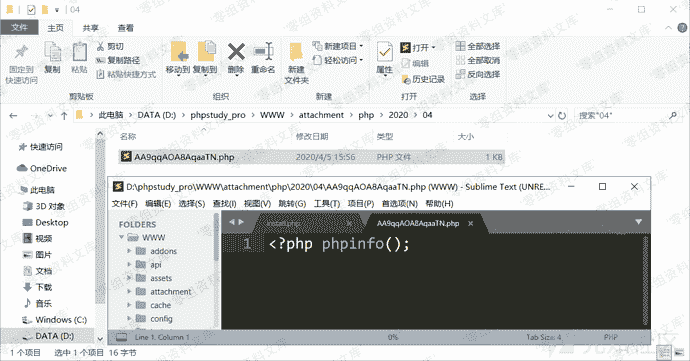 04
文件
主页
共享
查看
固定到
快速访问
复制
粘贴
剪切
复制路径
粘贴快捷方式
剪贴板
移动到
复制到
删除
重命名
组织
新建
文件夹
新建项目
轻松访问
新建
属性
打开
编辑
历史记录
打开
全部选择
全部取消
反向选择
选择
此电脑 > DATA (D:) > phpstudy_pro > WWW > attachment > php > 2020 > 04
搜索"04"
名称 修改日期 类型 大小
AA9qqAOA8AqaaTN.php 2020/4/5 15:56 PHP 文件 1 KB
快速访问
OneDrive
此电脑
3D 对象
Desktop
视频
图片
文档
下载
音乐
Windows (C:)
DATA (D:)
1 个项目 选中 1 个项目 16 字节
D:\phpstudy_pro\WWW\attachment\php\2020\04\AA9qqAOA8AqaaTN.php (WWW) - Sublime Text (UNRE...
文件(F) 编辑(E) 选择(S) 查找(I) 视图(V) 跳转(G) 工具(T) 项目(P) 首选项(N) 帮助(H)
FOLDERS
WWW
addons
api
assets
attachment
cache
config
AA9qqAOA8AqaaTN.php
1 <?php phpinfo();
Line 1, Column 1
0%
Tab Size: 4
PHP
零组资料文库